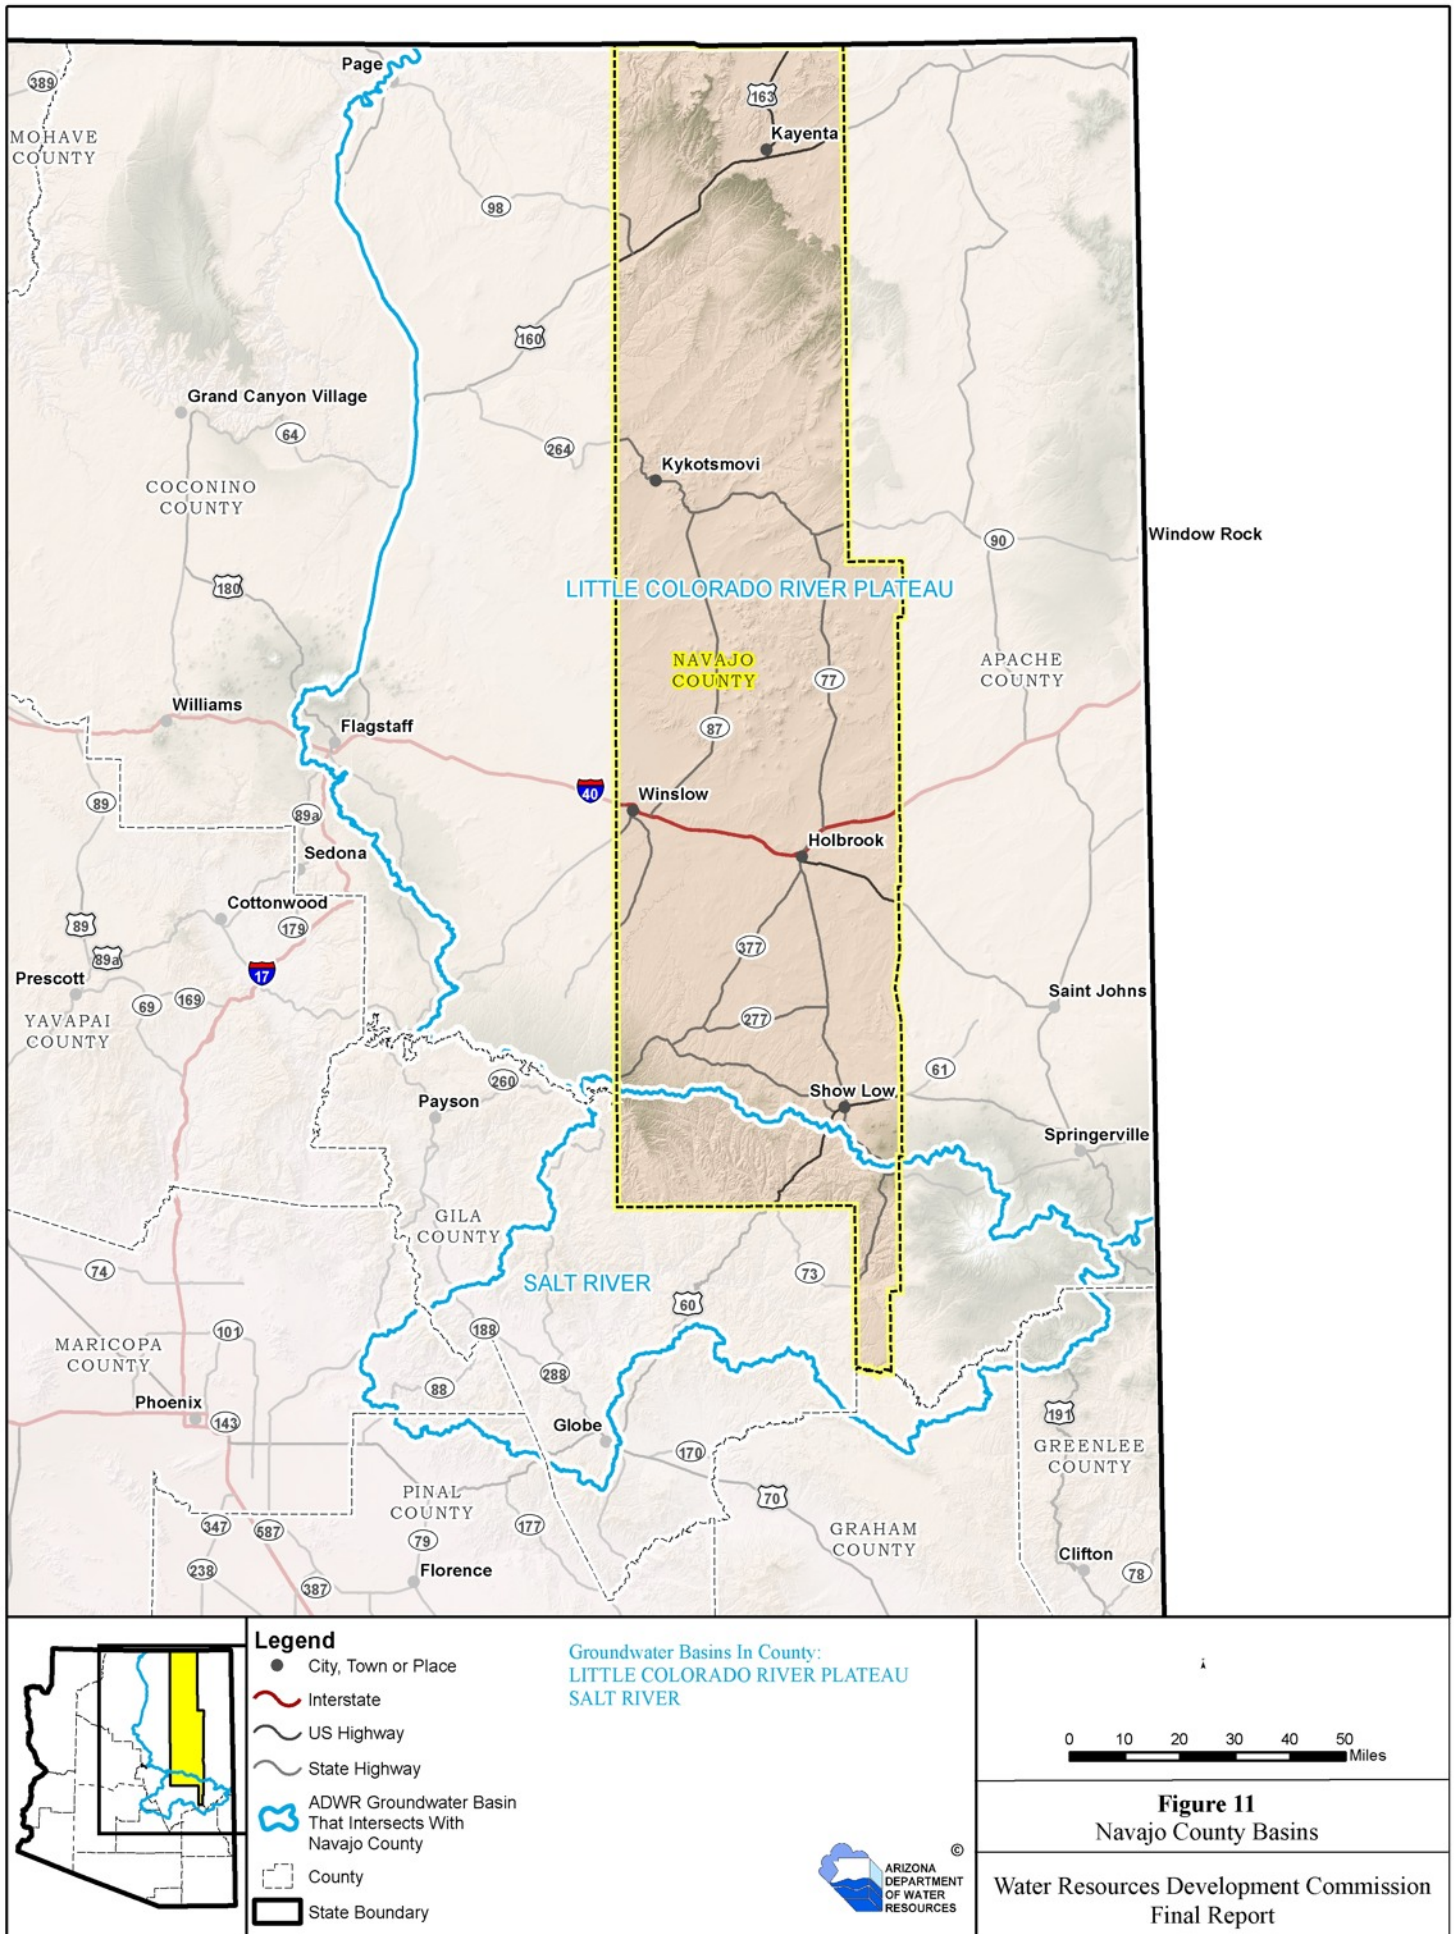 Page
389
163
MOHAVE
COUNTY
Kayenta
98
160
Grand Canyon Village
64
264
Kykotsmovi
COCONINO
COUNTY
Window Rock
90
180
LITTLE COLORADO RIVER PLATEAU
NAVAJO
COUNTY
APACHE
COUNTY
77
Williams
Flagstaff
87
40
Winslow
89
89a
Holbrook
Sedona
Cottonwood
179
89
89a
377
17
Prescott
69
169
Saint Johns
YAVAPAI
COUNTY
277
61
260
Show Low
Payson
Springerville
GILA
COUNTY
74
SALT RIVER
73
60
101
188
MARICOPA
COUNTY
288
88
Phoenix
143
Globe
191
170
GREENLEE
COUNTY
PINAL
COUNTY
70
347
587
177
GRAHAM
COUNTY
79
Clifton
238
387
Florence
78
Legend
City, Town or Place
Interstate
US Highway
State Highway
ADWR Groundwater Basin
That Intersects With
Navajo County
County
State Boundary
Groundwater Basins In County:
LITTLE COLORADO RIVER PLATEAU
SALT RIVER
©
ARIZONA
DEPARTMENT
OF WATER
RESOURCES
0 10 20 30 40 50
Miles
Figure 11
Navajo County Basins
Water Resources Development Commission
Final Report